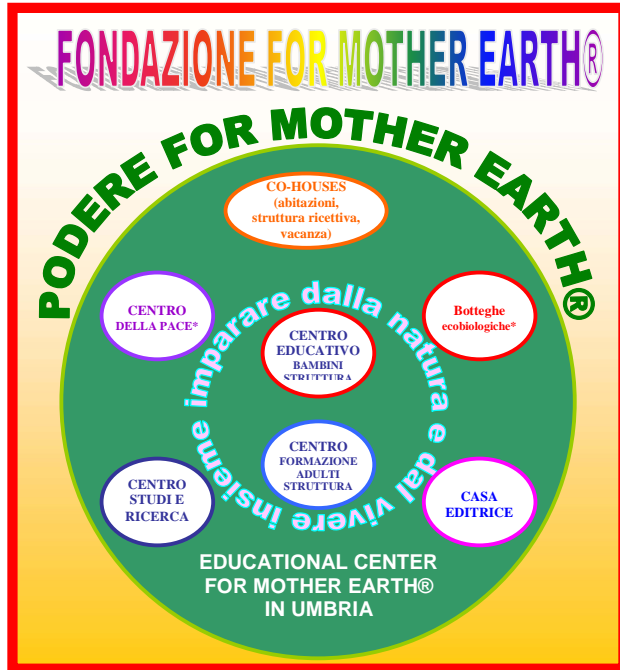 FONDAZIONE FOR MOTHER EARTH®
PODERE FOR MOTHER EARTH®
CO-HOUSES
(abitazioni,
struttura ricettiva,
vacanza)
CENTRO
DELLA PACE*
Botteghe
ecobiologiche*
imparare dalla natura e dal vivere insieme
CENTRO
EDUCATIVO
BAMBINI
STRUTTURA
CENTRO
FORMAZIONE
ADULTI
STRUTTURA
CENTRO
STUDI E
RICERCA
CASA
EDITRICE
EDUCATIONAL CENTER
FOR MOTHER EARTH®
IN UMBRIA